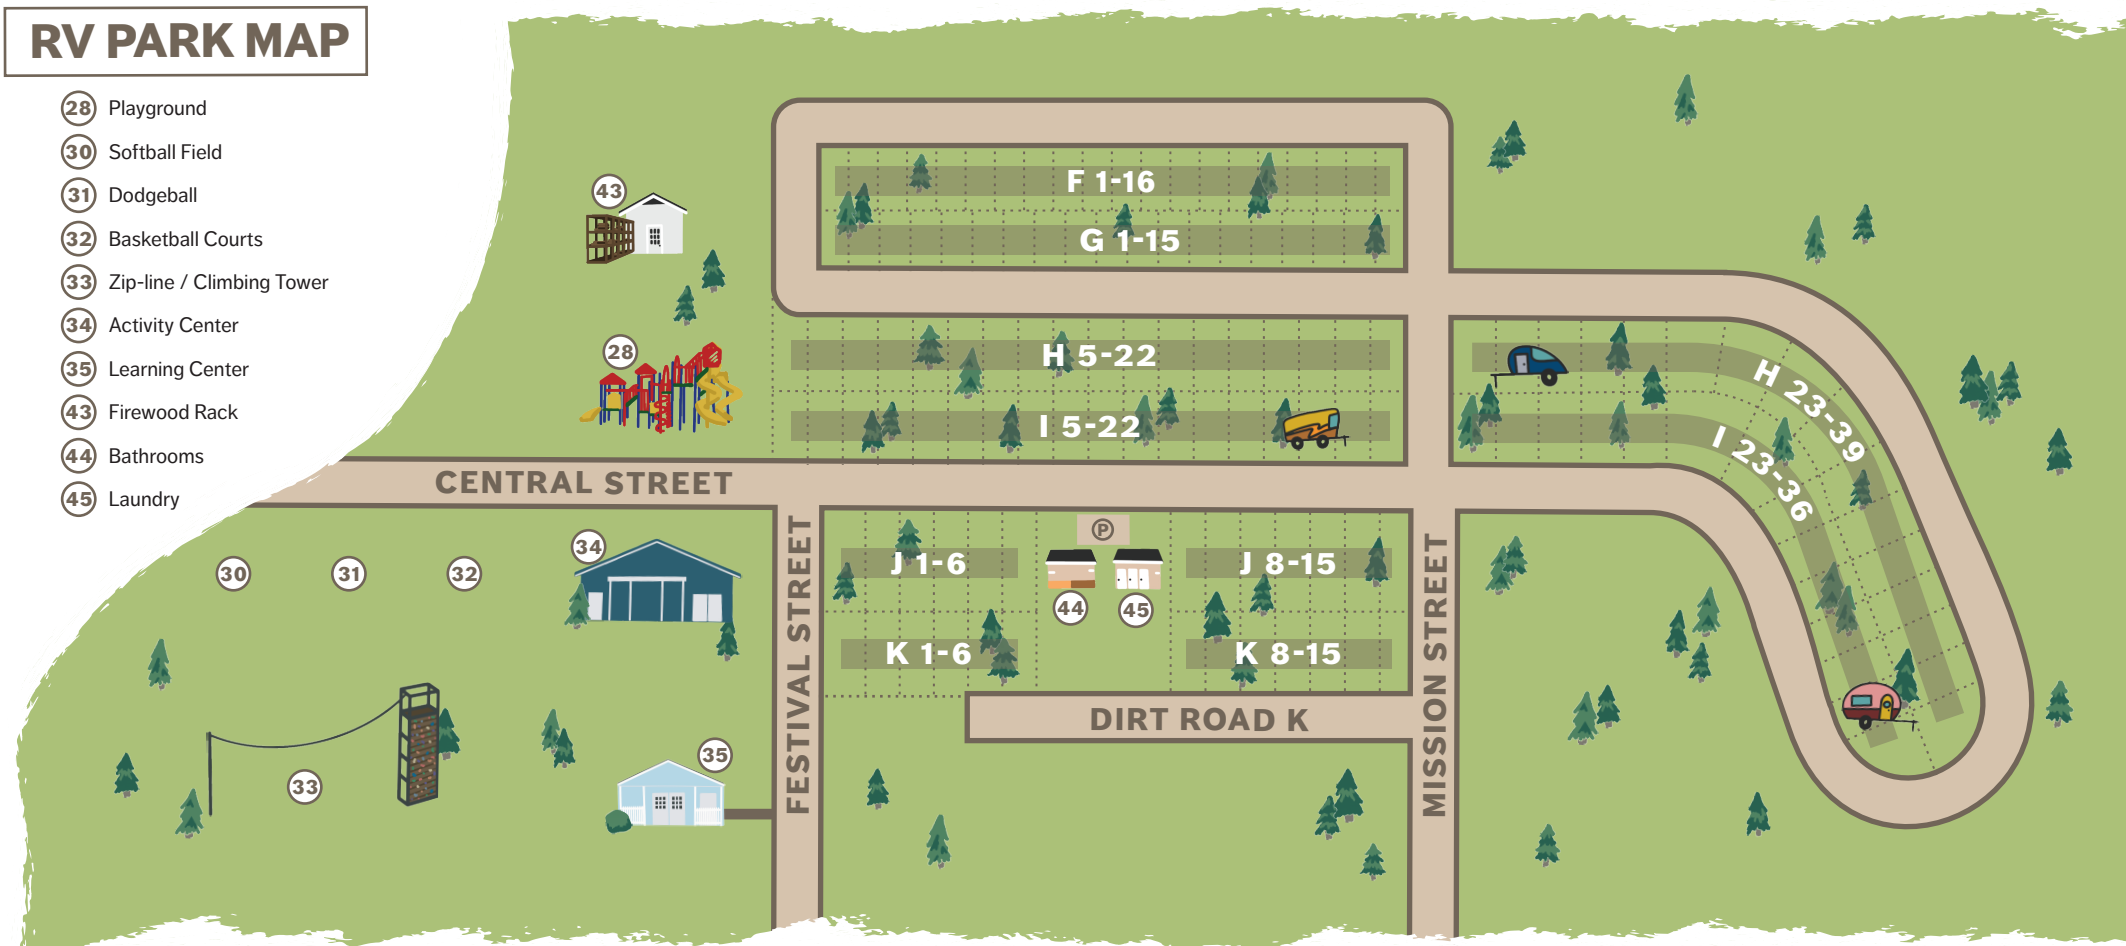 RV PARK MAP
28 Playground
30 Softball Field
31 Dodgeball
32 Basketball Courts
33 Zip-line / Climbing Tower
34 Activity Center
35 Learning Center
43 Firewood Rack
44 Bathrooms
45 Laundry
F 1-16
43
G 1-15
28
H 5-22
H 23-39
I 5-22
I 23-36
CENTRAL STREET
P
34
30
31
32
J 1-6
J 8-15
44
45
K 1-6
K 8-15
FESTIVAL STREET
MISSION STREET
DIRT ROAD K
35
33